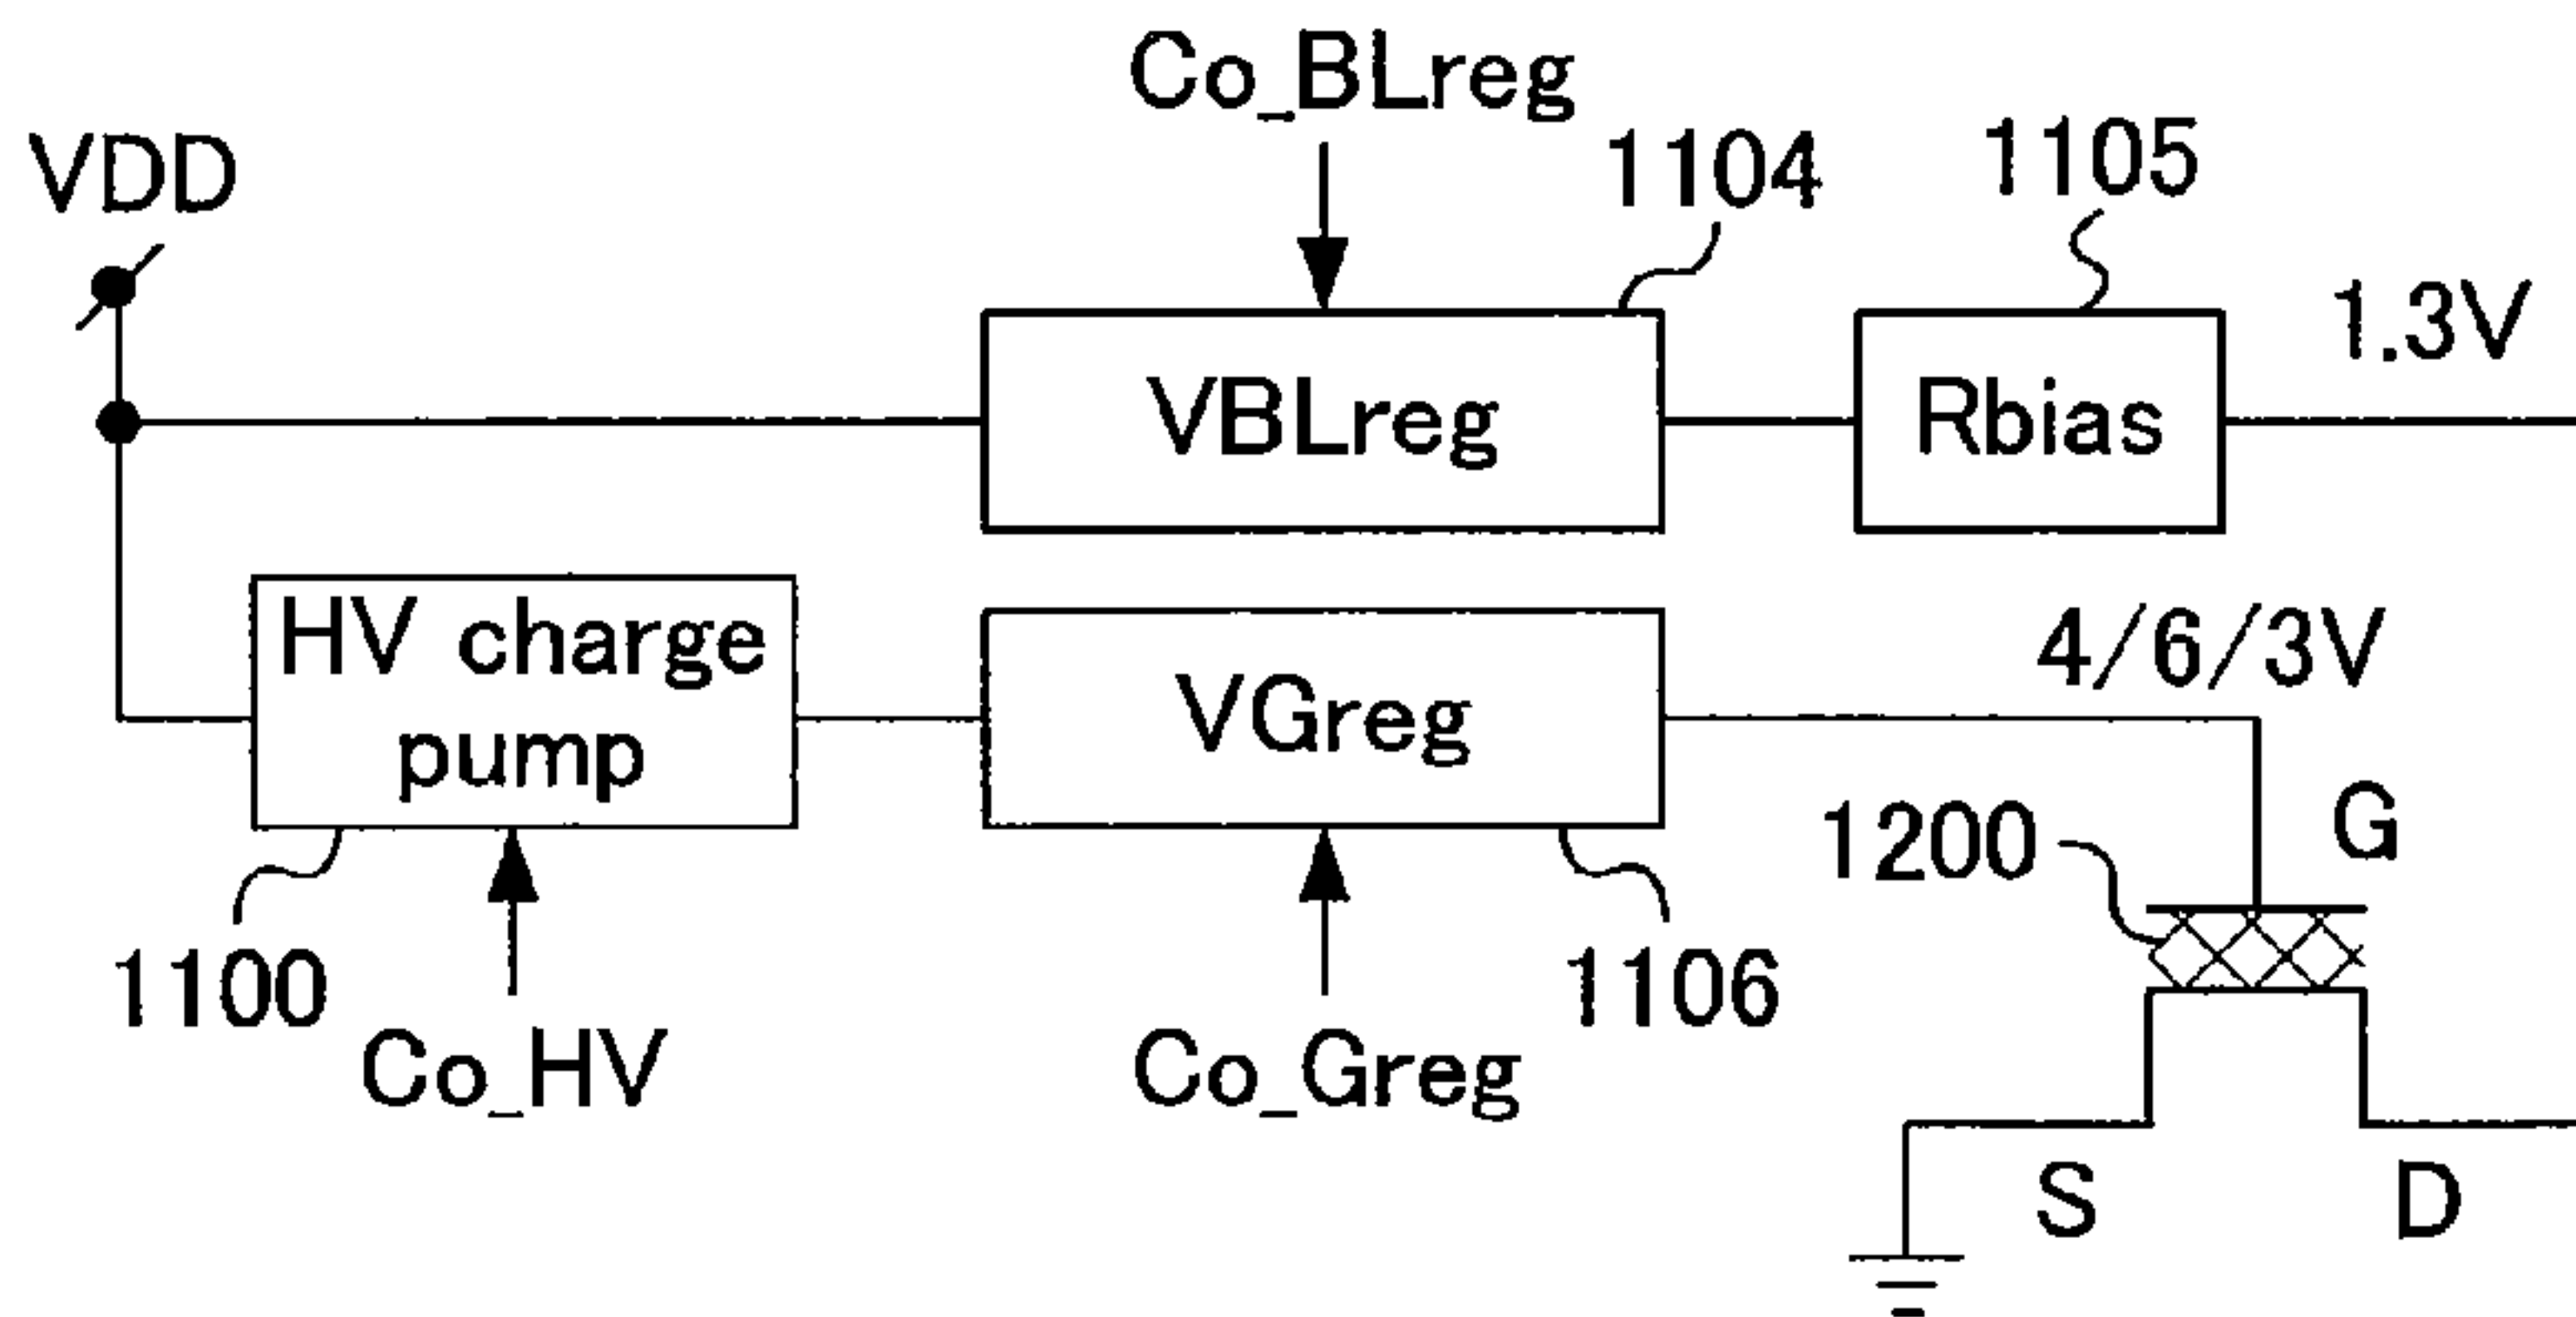 Co_BLreg
VDD
1104
1105
1.3V
VBLreg
Rbias
HV charge
pump
VGreg
4/6/3V
G
1200
1100
1106
Co_HV
Co_Greg
S
D